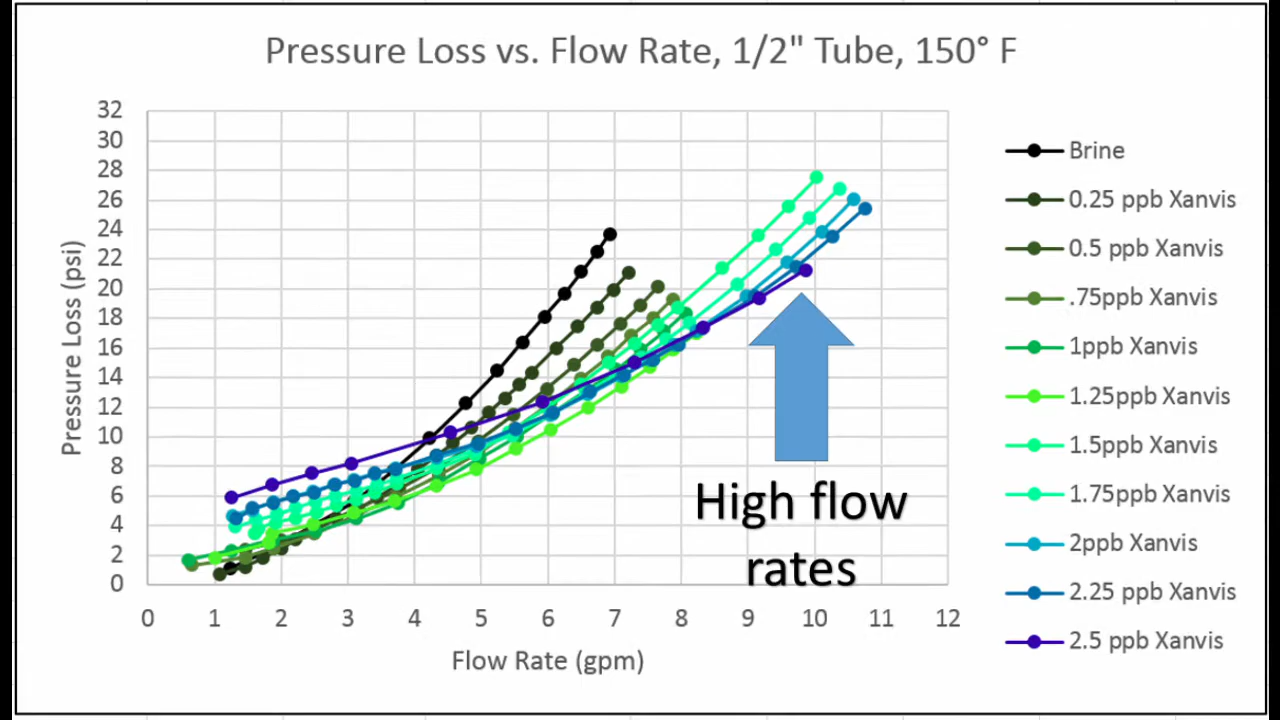 Pressure Loss vs. Flow Rate, 1/2" Tube, 150° F
Pressure Loss (psi)
32
30
28
26
24
22
20
18
16
14
12
10
8
6
4
2
0
0 1 2 3 4 5 6 7 8 9 10 11 12
Flow Rate (gpm)
High flow
rates
Brine
0.25 ppb Xanvis
0.5 ppb Xanvis
.75ppb Xanvis
1ppb Xanvis
1.25ppb Xanvis
1.5ppb Xanvis
1.75ppb Xanvis
2ppb Xanvis
2.25 ppb Xanvis
2.5 ppb Xanvis